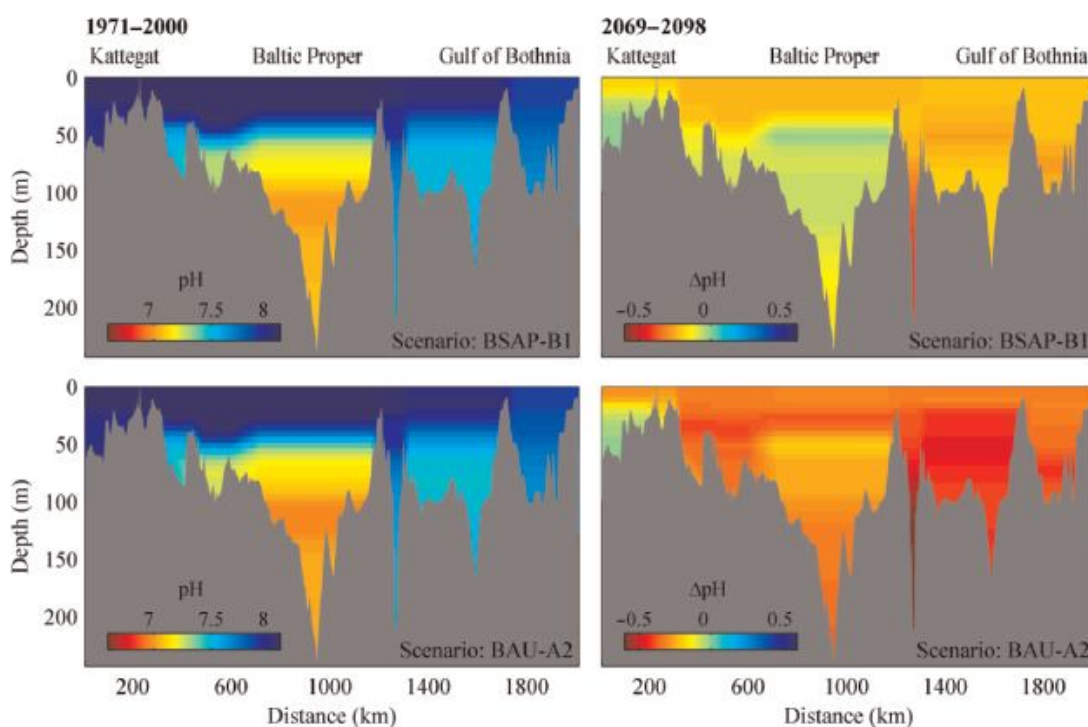 1971–2000
Kattegat Baltic Proper Gulf of Bothnia
0
50
100
150
200
Depth (m)
pH
7 7.5 8
Scenario: BSAP-B1
2069–2098
Kattegat Baltic Proper Gulf of Bothnia
ΔpH
−0.5 0 0.5
Scenario: BSAP-B1
0
50
100
150
200
Depth (m)
pH
7 7.5 8
Scenario: BAU-A2
200 600 1000 1400 1800
Distance (km)
ΔpH
−0.5 0 0.5
Scenario: BAU-A2
200 600 1000 1400 1800
Distance (km)